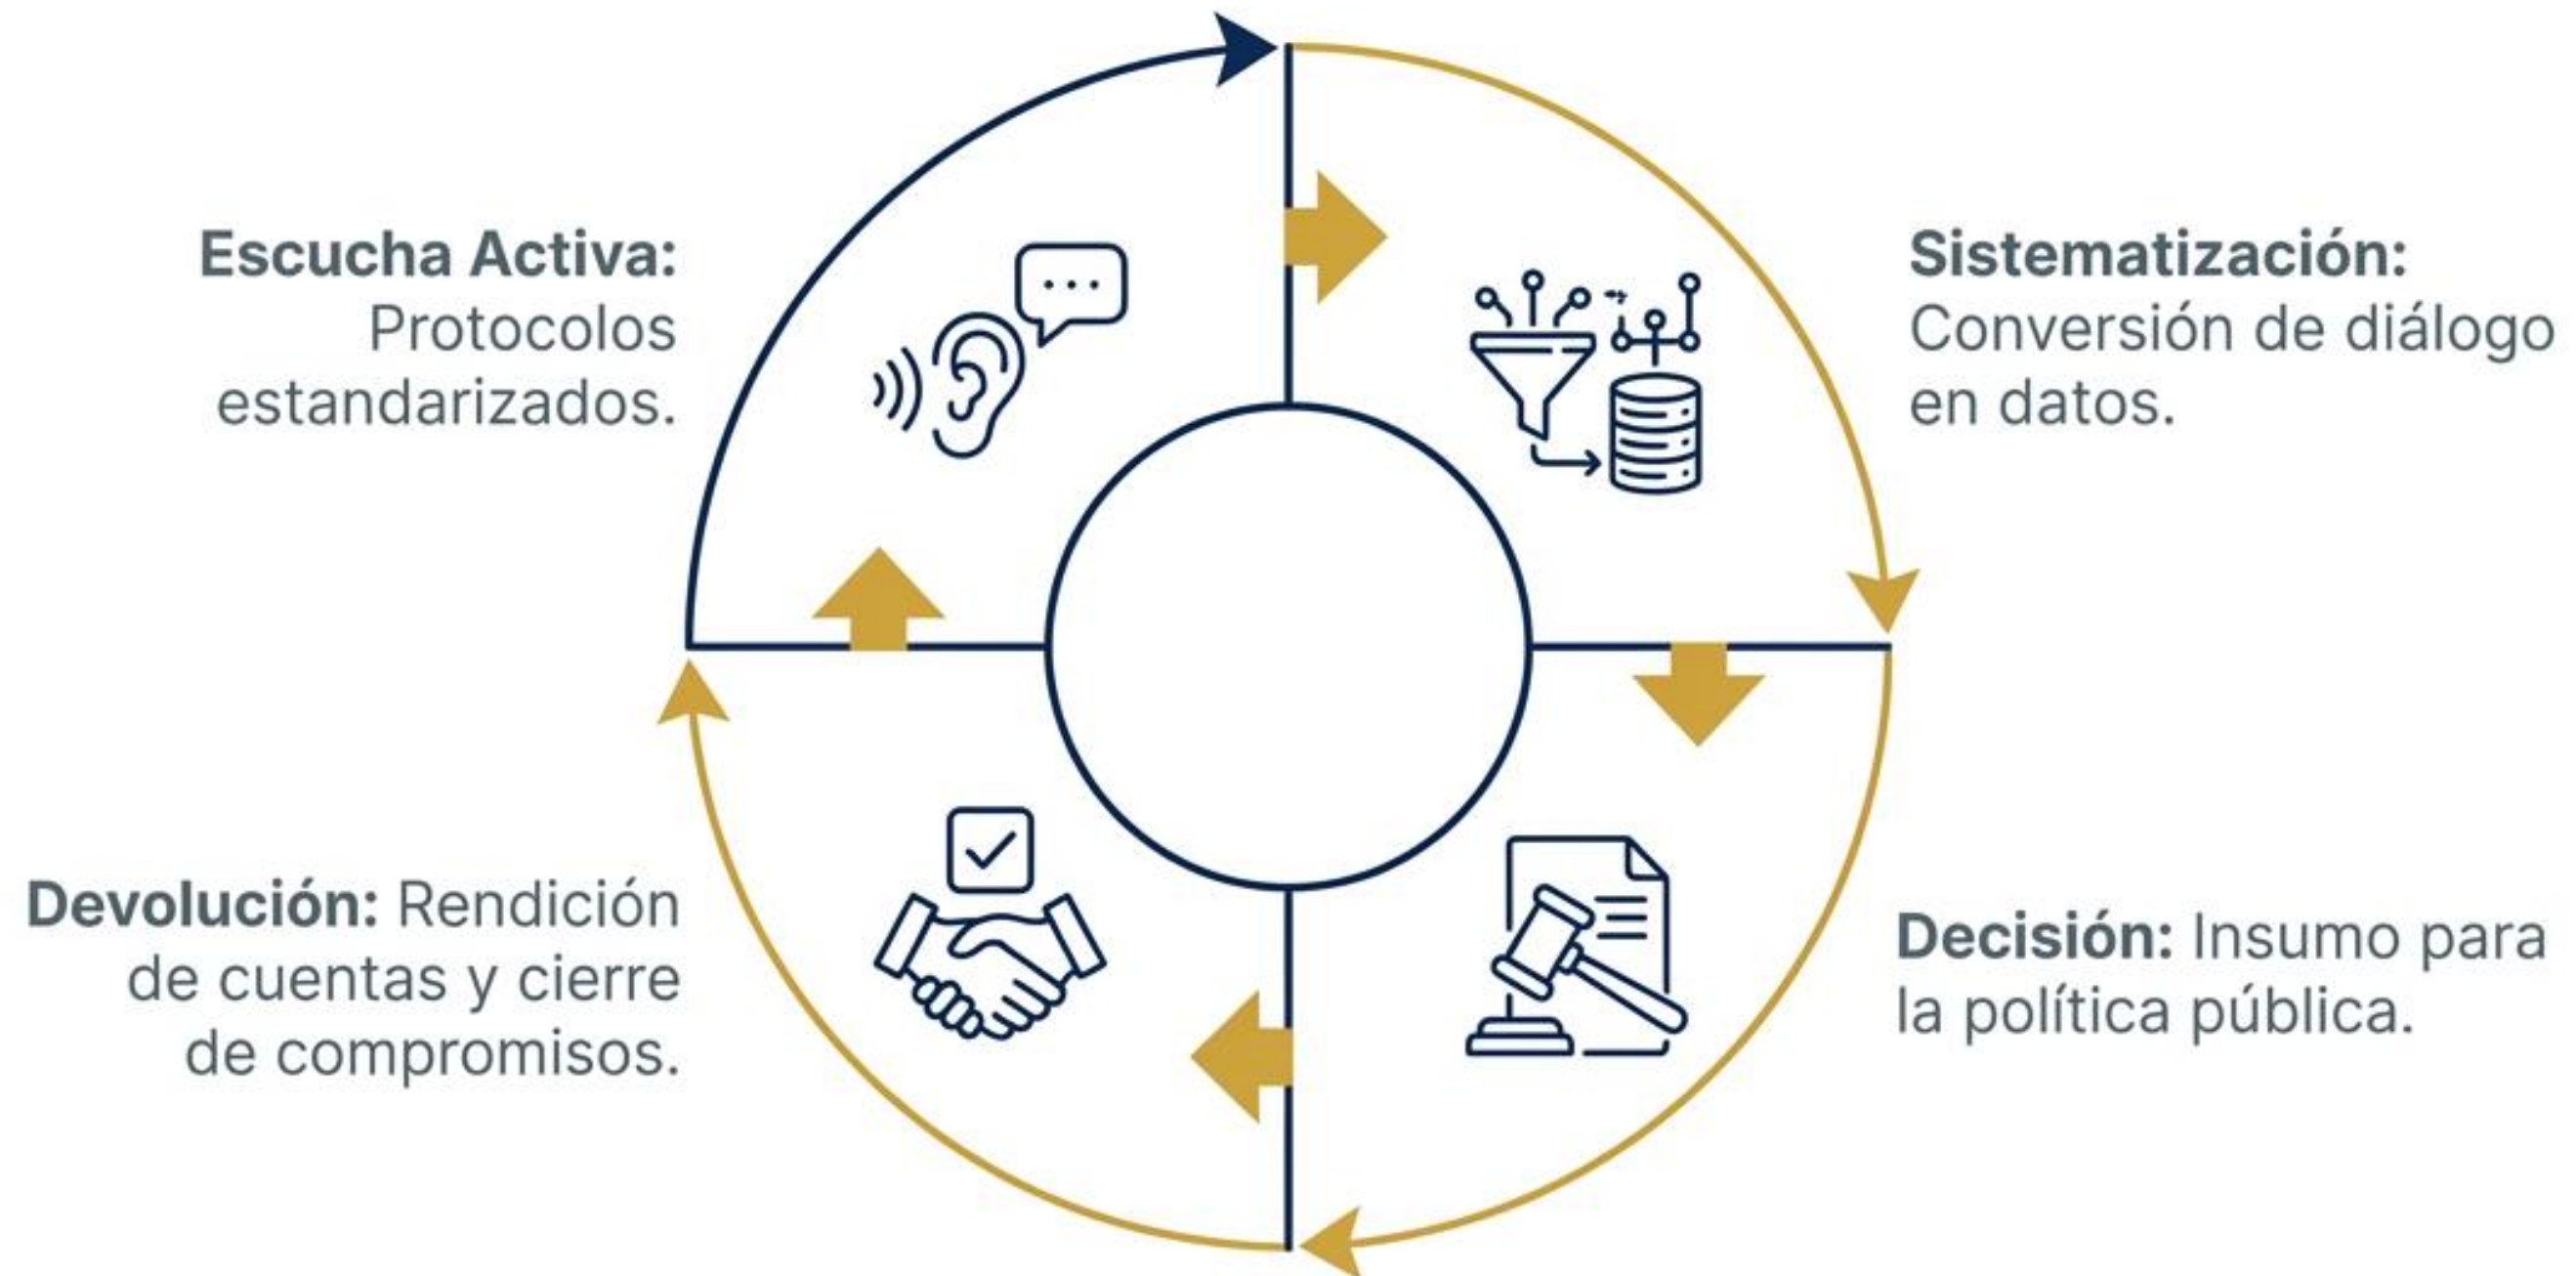 Escucha Activa:
Protocolos
estandarizados.
Sistematización:
Conversión de diálogo
en datos.
Devolución: Rendición
de cuentas y cierre
de compromisos.
Decisión: Insumo para
la política pública.